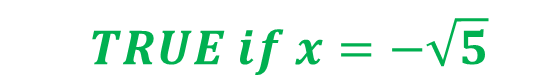 TRUE if x = −√5